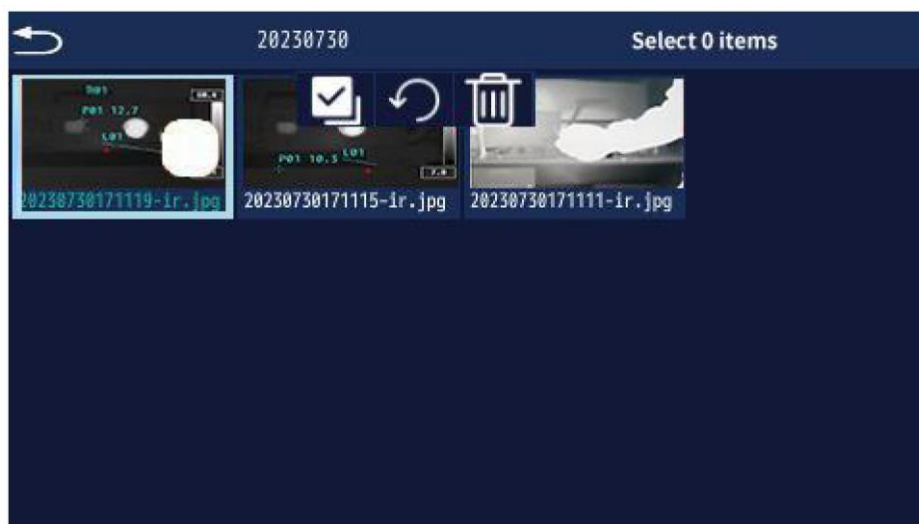 20230730
Select 0 items
P01 12.7
L01
P01 10.3 L01
20230730171119-ir.jpg
20230730171115-ir.jpg
20230730171111-ir.jpg